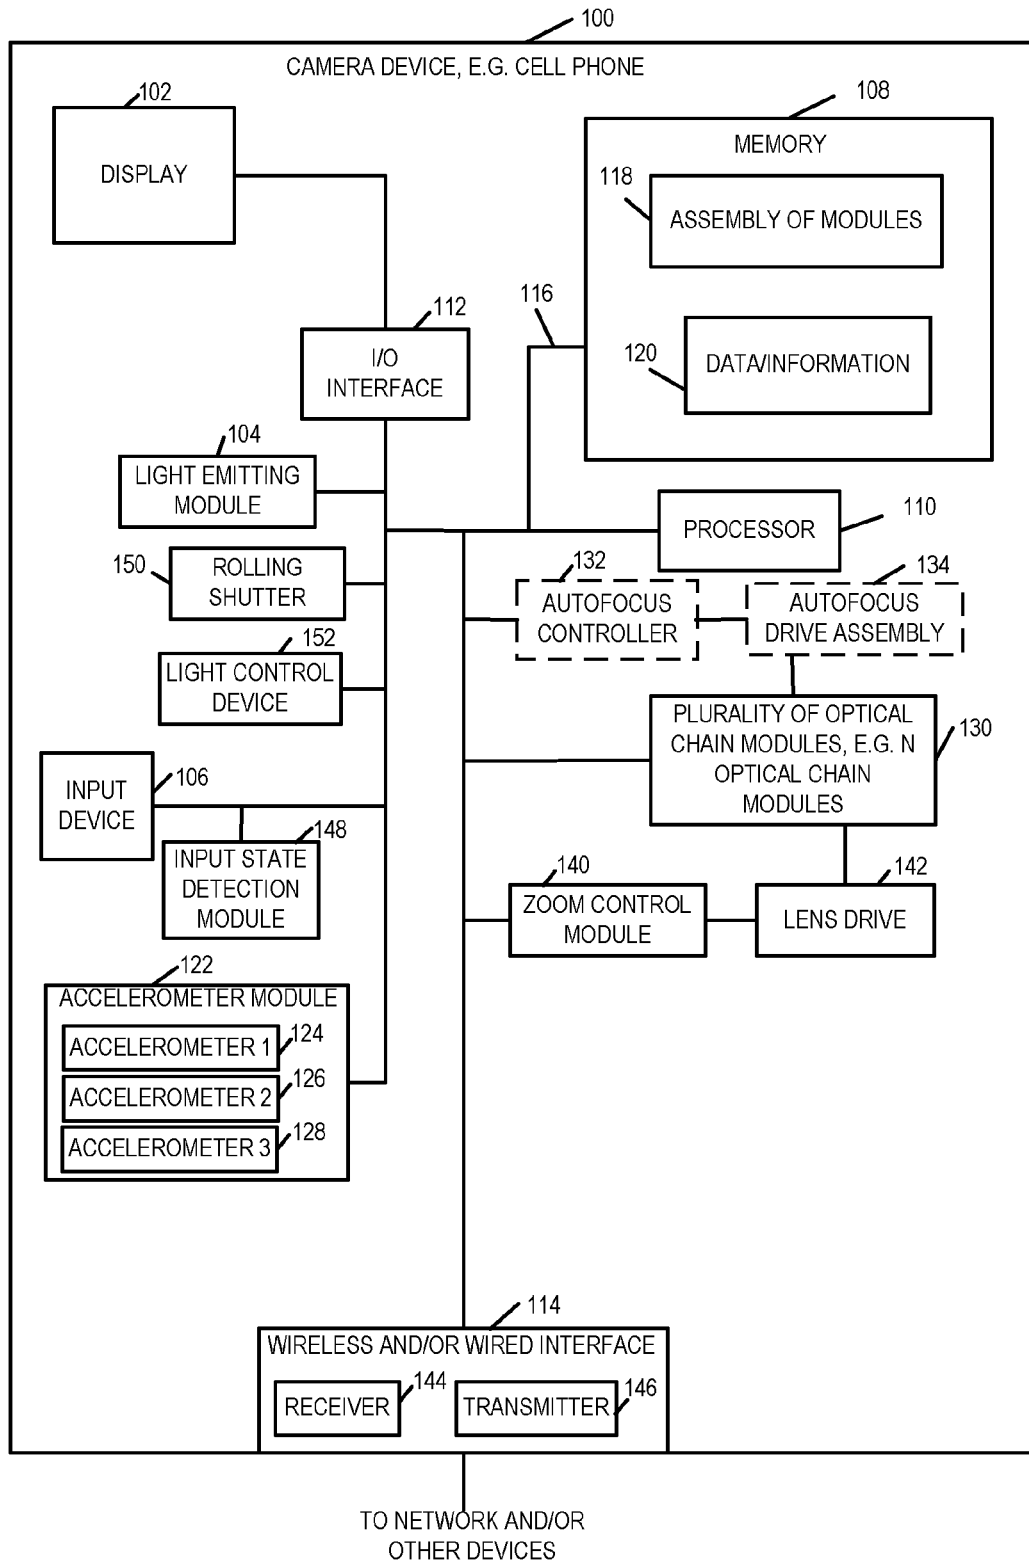 100
CAMERA DEVICE, E.G. CELL PHONE
102
DISPLAY
108
MEMORY
118
ASSEMBLY OF MODULES
116
120
DATA/INFORMATION
112
I/O
INTERFACE
104
LIGHT EMITTING
MODULE
PROCESSOR
110
150
ROLLING
SHUTTER
132
AUTOFOCUS
CONTROLLER
134
AUTOFOCUS
DRIVE ASSEMBLY
152
LIGHT CONTROL
DEVICE
PLURALITY OF OPTICAL
CHAIN MODULES, E.G. N
OPTICAL CHAIN
MODULES
130
INPUT
DEVICE
106
148
INPUT STATE
DETECTION
MODULE
140
ZOOM CONTROL
MODULE
142
LENS DRIVE
122
ACCELEROMETER MODULE
ACCELEROMETER 1
124
ACCELEROMETER 2
126
ACCELEROMETER 3
128
114
WIRELESS AND/OR WIRED INTERFACE
RECEIVER
144
TRANSMITTER
146
TO NETWORK AND/OR
OTHER DEVICES